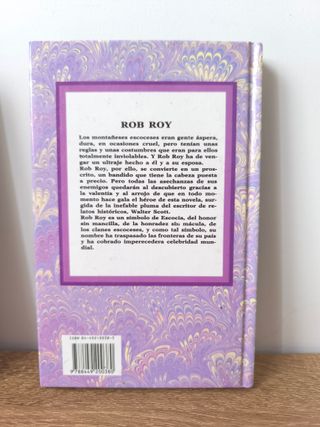 ROB ROY
Los montañeses escoceses eran gente áspera,
dura, en ocasiones cruel, pero tenían unas
reglas y unas costumbres que eran para ellos
totalmente inviolables. Y Rob Roy ha de ven-
gar un ultraje hecho a él y a su esposa.
Rob Roy, por ello, se convierte en un pros-
crito, un bandido que tiene la cabeza puesta
a precio. Pero todas las asechanzas de sus
enemigos quedarán al descubierto gracias a
la valentía y al arrojo de que en todo mo-
mento hace gala el héroe de esta novela, sur-
gida de la inefable pluma del escritor de re-
latos históricos, Walter Scott.
Rob Roy es un símbolo de Escocia, del honor
sin mancilla, de la honradez sin mácula, de
los clanes escoceses, y como tal símbolo, su
nombre ha traspasado las fronteras de su país
y ha cobrado imperecedera celebridad mun-
dial.
ISBN